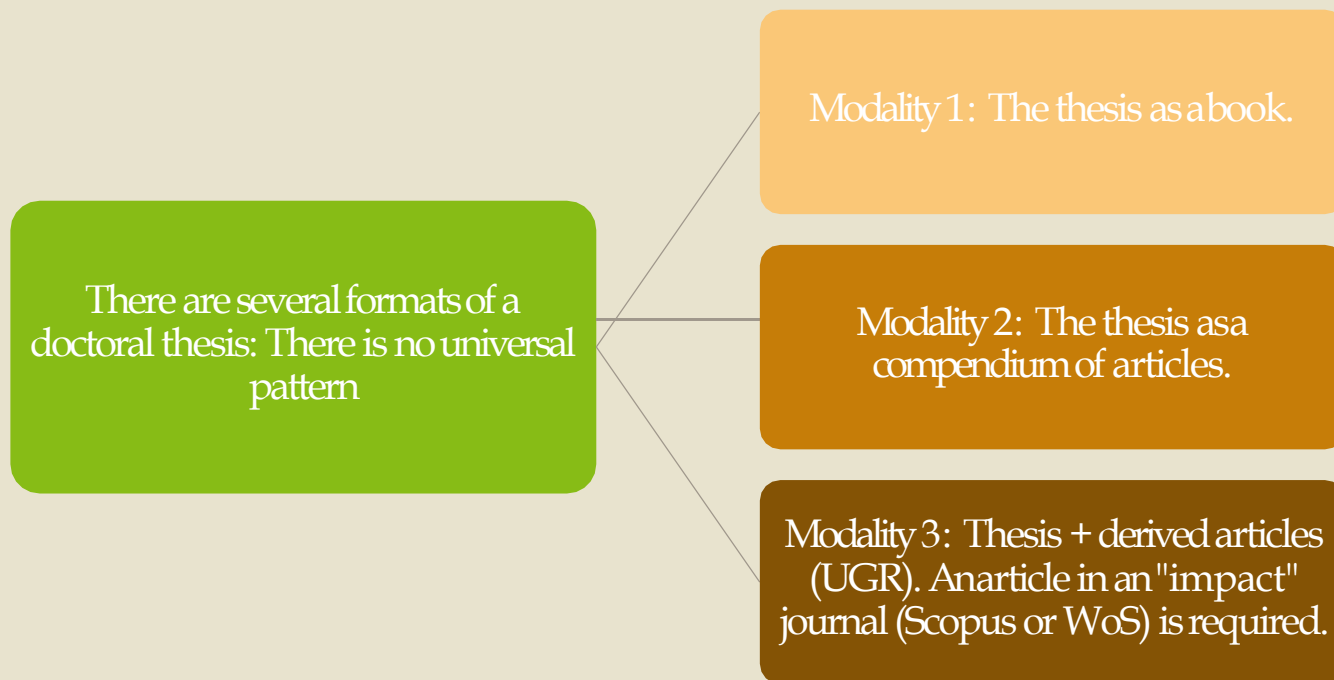 There are several formats of a
doctoral thesis: There is no universal
pattern
Modality 1: The thesis as a book.
Modality 2: The thesis as a
compendium of articles.
Modality 3: Thesis + derived articles
(UGR). An article in an "impact"
journal (Scopus or WoS) is required.